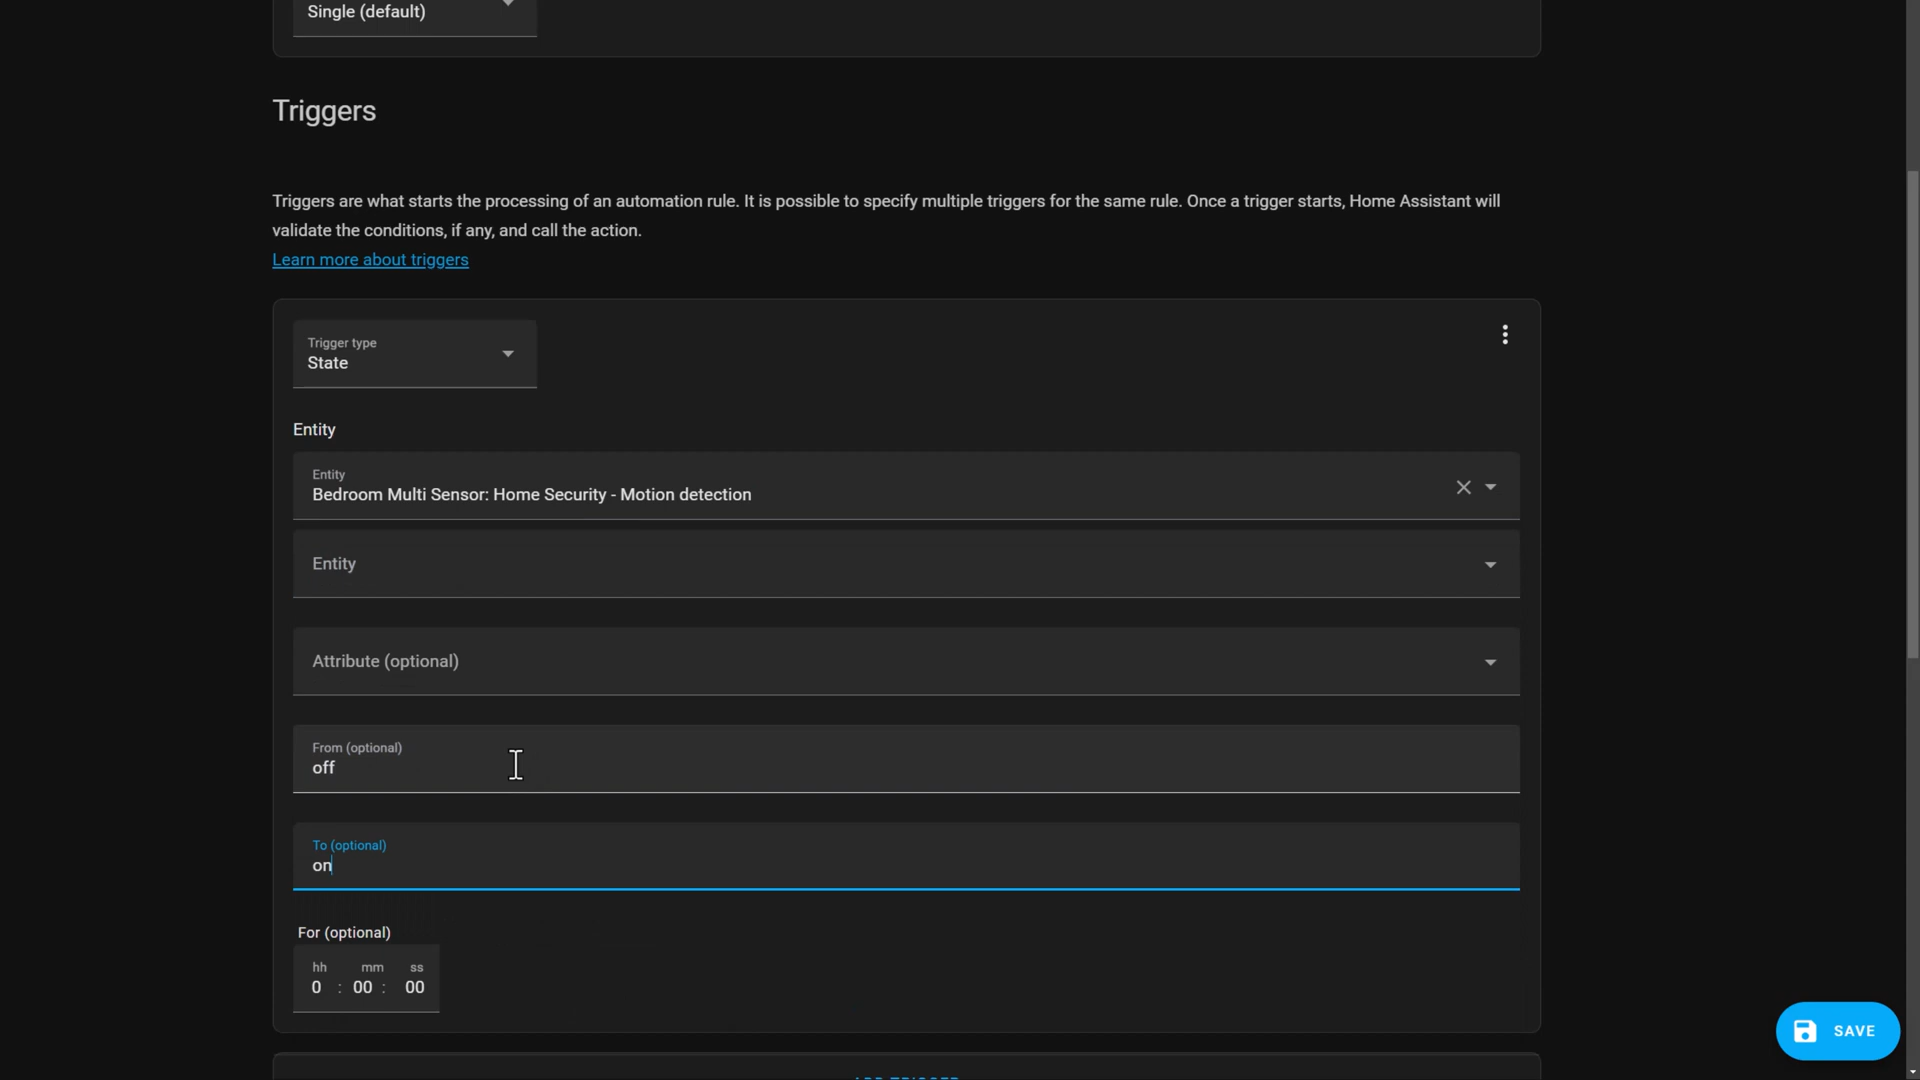 Single (default)
Triggers
Triggers are what starts the processing of an automation rule. It is possible to specify multiple triggers for the same rule. Once a trigger starts, Home Assistant will
validate the conditions, if any, and call the action.
Learn more about triggers
Trigger type
State
Entity
Entity
Bedroom Multi Sensor: Home Security - Motion detection
Entity
Attribute (optional)
From (optional)
off
To (optional)
on
For (optional)
hh mm ss
0 : 00 : 00
SAVE
ADD TRIGGER